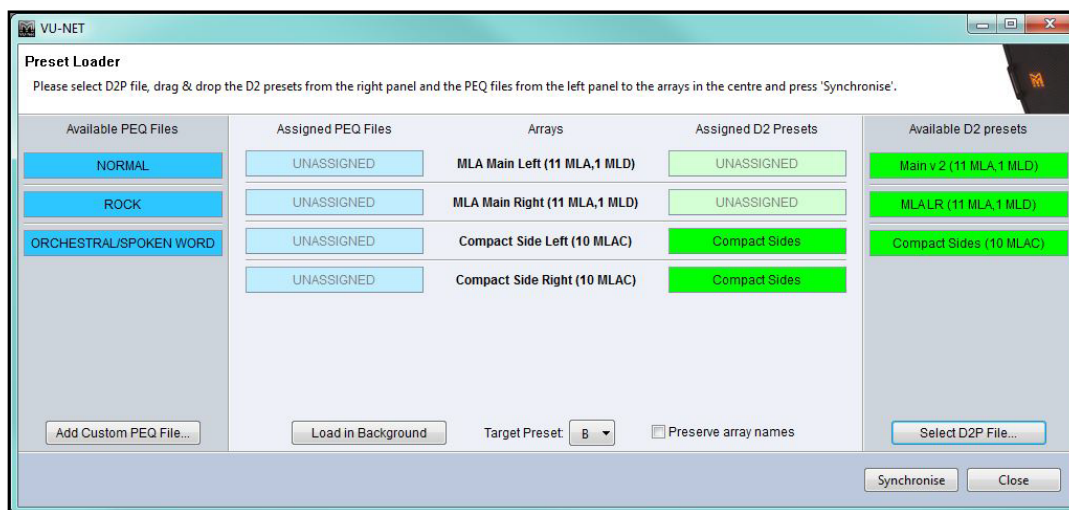 VU-NET
Preset Loader
Please select D2P file, drag & drop the D2 presets from the right panel and the PEQ files from the left panel to the arrays in the centre and press 'Synchronise'.
Available PEQ Files Assigned PEQ Files Arrays Assigned D2 Presets Available D2 presets
NORMAL UNASSIGNED MLA Main Left (11 MLA,1 MLD) UNASSIGNED Main v 2 (11 MLA,1 MLD)
ROCK UNASSIGNED MLA Main Right (11 MLA,1 MLD) UNASSIGNED MLALR (11 MLA,1 MLD)
ORCHESTRAL/SPOKEN WORD UNASSIGNED Compact Side Left (10 MLAC) Compact Sides Compact Sides (10 MLAC)
UNASSIGNED Compact Side Right (10 MLAC) Compact Sides
Add Custom PEQ File... Load in Background Target Preset: B Preserve array names Select D2P File...
Synchronise Close